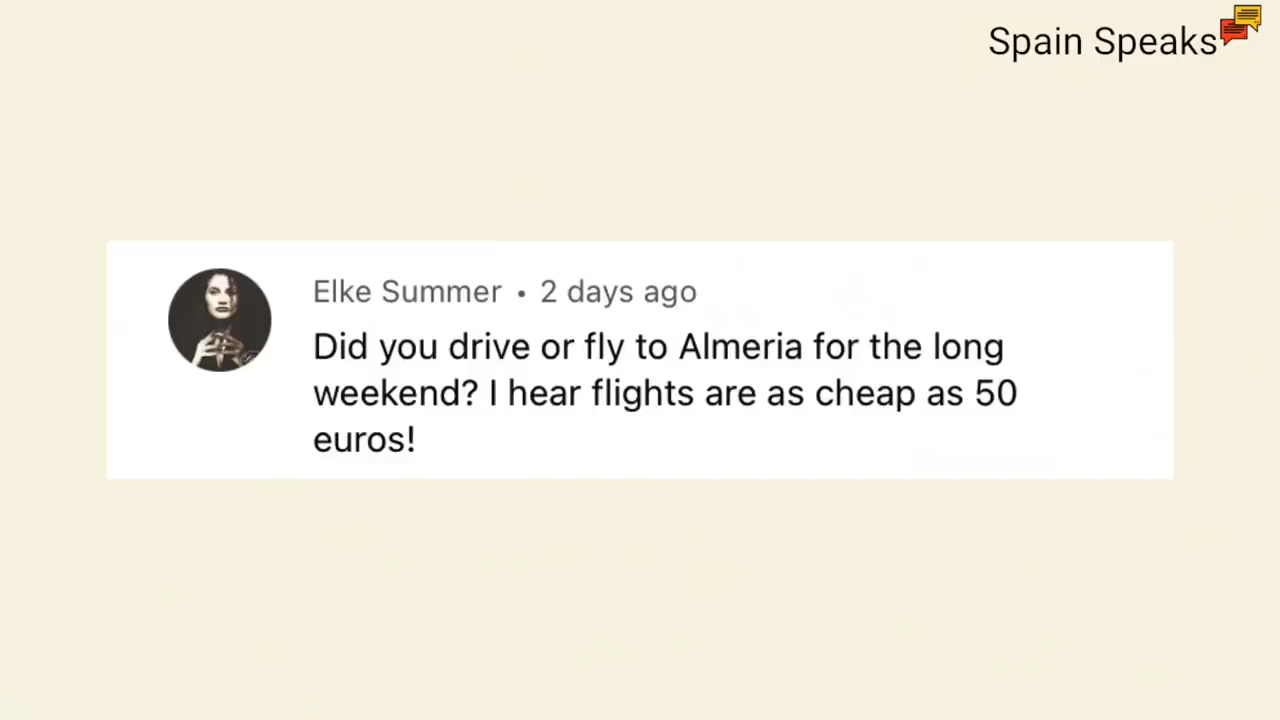 Spain Speaks
Elke Summer • 2 days ago
Did you drive or fly to Almeria for the long
weekend? I hear flights are as cheap as 50
euros!